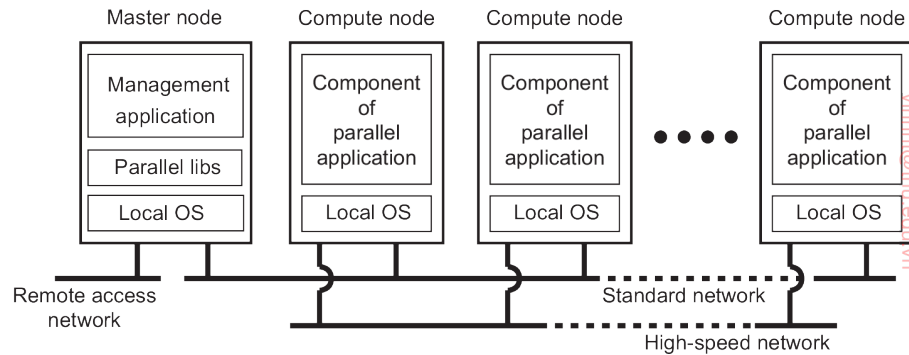 Master node
Compute node
Compute node
Compute node
Management
application
Parallel libs
Local OS
Component
of
parallel
application
Local OS
Component
of
parallel
application
Local OS
Component
of
parallel
application
Local OS
Remote access
network
Standard network
High-speed network